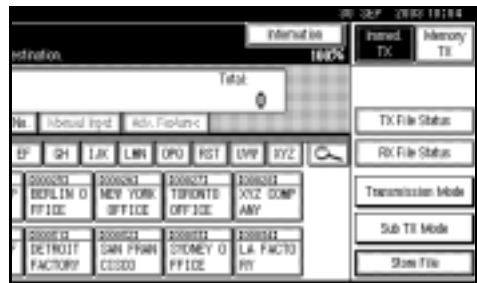 30 SEP 2003 10:04
Information
estination. 100%
Immed. TX
Memory TX
Total:
0
No. Manual Input Adv. Features
EF GH IJK LMN OPQ RST UVW XYZ
TX File Status
RX File Status
Transmission Mode
Sub TX Mode
Store File
BERLIN O FFICE
NEW YORK OFFICE
TORONTO OFFICE
XYZ COMP ANY
DETROIT FACTORY
SAN FRAN CISCO
SYDNEY O FFICE
LA FACTO RY